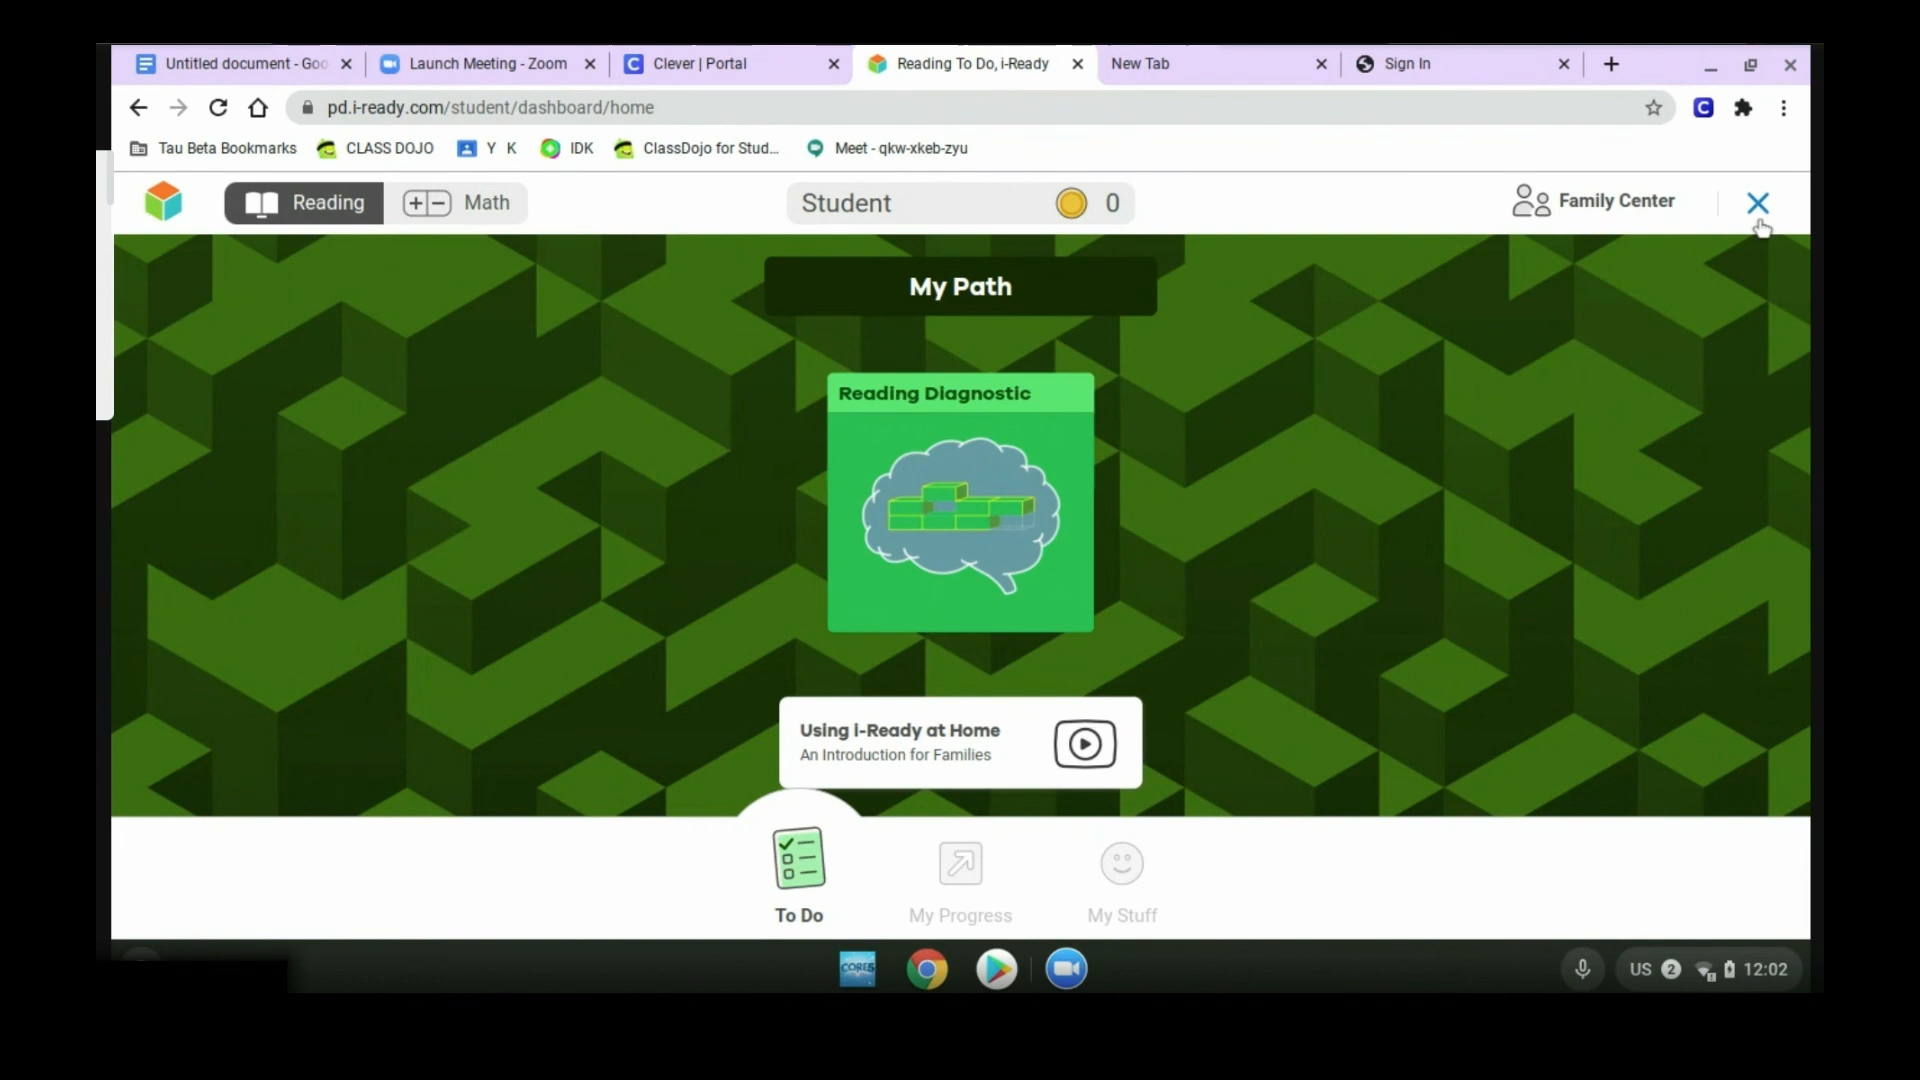 Untitled document - Goo
Launch Meeting - Zoom
Clever | Portal
Reading To Do, i-Ready
New Tab
Sign In
pd.i-ready.com/student/dashboard/home
Tau Beta Bookmarks
CLASS DOJO
Y K
IDK
ClassDojo for Stud...
Meet - qkw-xkeb-zyu
Reading
Math
Student
0
Family Center
My Path
Reading Diagnostic
Using i-Ready at Home
An Introduction for Families
To Do
My Progress
My Stuff
CORE5
US 2 12:02